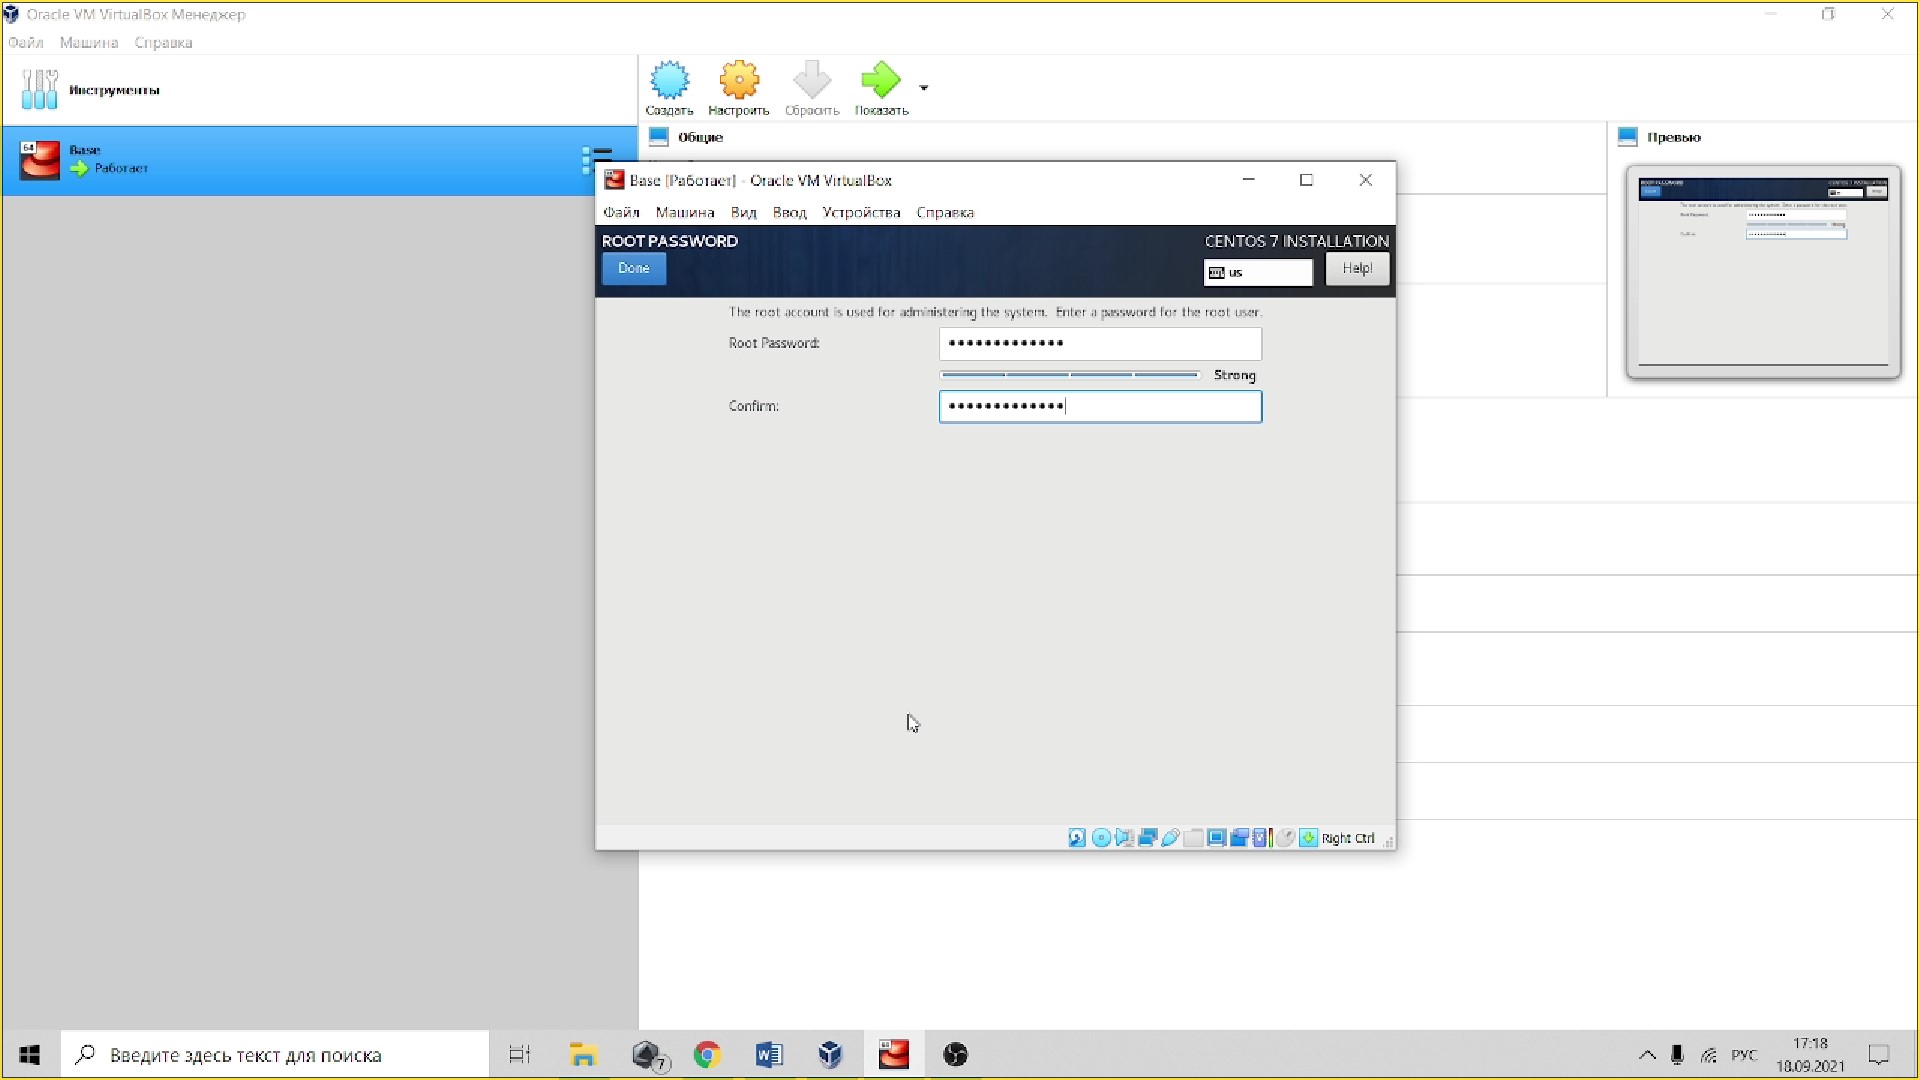 Oracle VM VirtualBox Менеджер
Файл Машина Справка
Инструменты
Создать Настроить Сбросить Показать
64 Base
Работает
Общие
Превью
Base [Работает] - Oracle VM VirtualBox
Файл Машина Вид Ввод Устройства Справка
ROOT PASSWORD CENTOS 7 INSTALLATION
Done us Help!
The root account is used for administering the system. Enter a password for the root user.
Root Password: •••••••••••••
Strong
Confirm: •••••••••••••
Right Ctrl
Введите здесь текст для поиска
7
РУС
17:18
18.09.2021